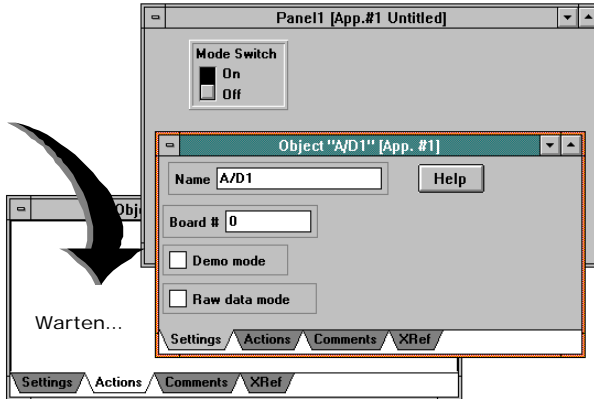 Panel1 [App.#1 Untitled]
Mode Switch
On
Off
Object "A/D1" [App. #1]
Name A/D1
Help
Board # 0
Demo mode
Raw data mode
Settings Actions Comments XRef
Obj
Warten...
Settings Actions Comments XRef